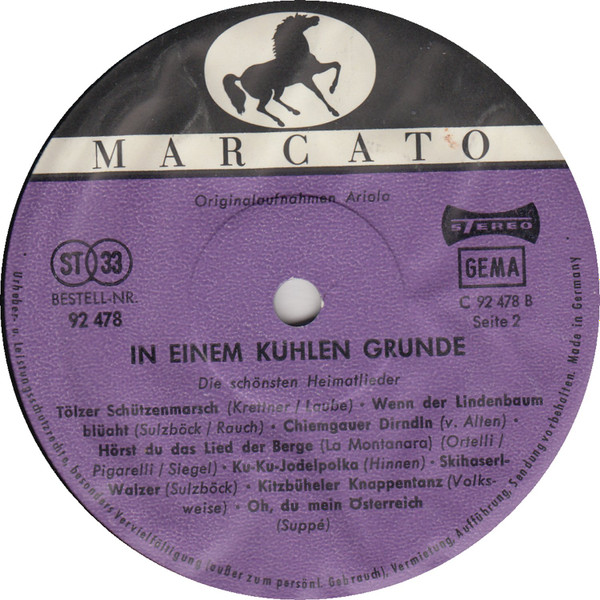 MARCATO
Originalaufnahmen Ariola
STEREO
ST 33
GEMA
BESTELL-NR.
92 478
C 92 478 B
Seite 2
IN EINEM KUHLEN GRUNDE
Die schönsten Heimatlieder
Tölzer Schützenmarsch (Krettner / Laube) · Wenn der Lindenbaum
blüaht (Sulzböck / Rauch) · Chiemgauer Dirndln (v. Alten) ·
Hörst du das Lied der Berge (La Montanara) (Ortelli /
Pigarelli / Siegel) · Ku-Ku-Jodelpolka (Hinnen) · Skihaserl-
Walzer (Sulzböck) · Kitzbüheler Knappentanz (Volks-
weise) · Oh, du mein Österreich
(Suppé)
Urheber- u. Leistungsschutzrechte, besonders Vervielfältigung (außer zum persönl. Gebrauch), Vermietung, Aufführung, Sendung vorbehalten. Made in Germany